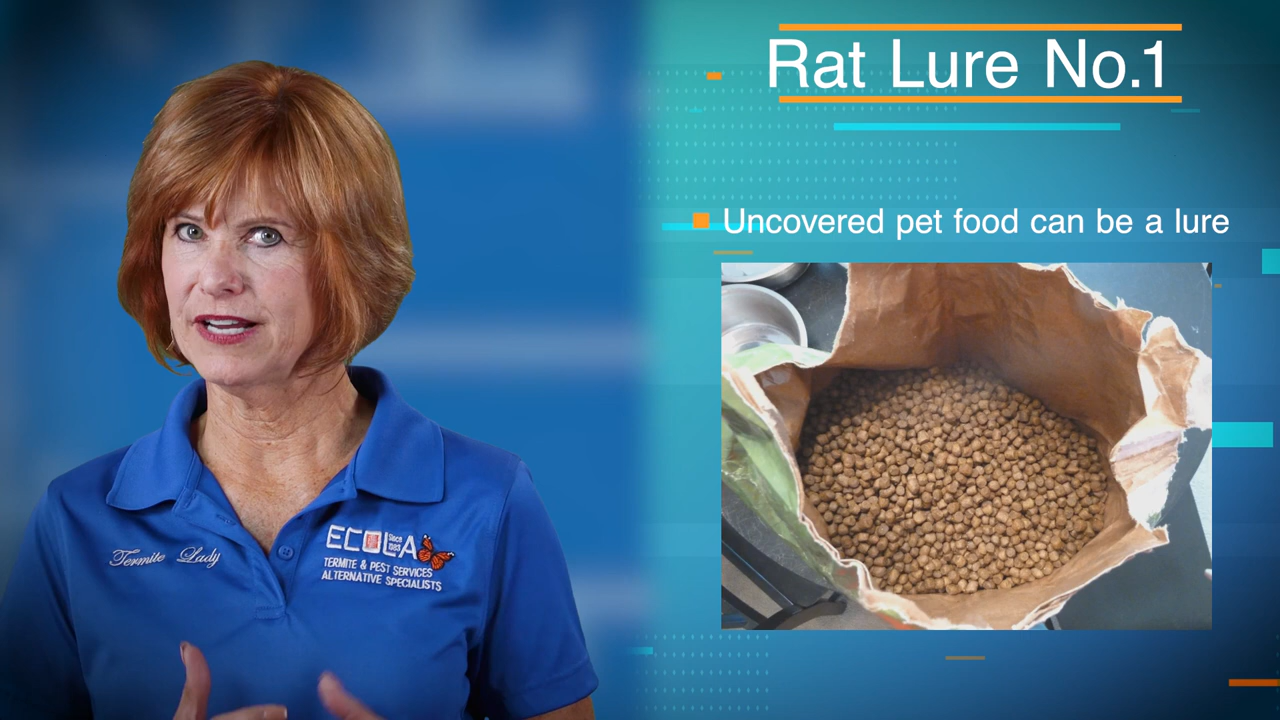 Rat Lure No.1
Uncovered pet food can be a lure
Termite Lady
ECOLA
Since
1983
TERMITE & PEST SERVICES
ALTERNATIVE SPECIALISTS